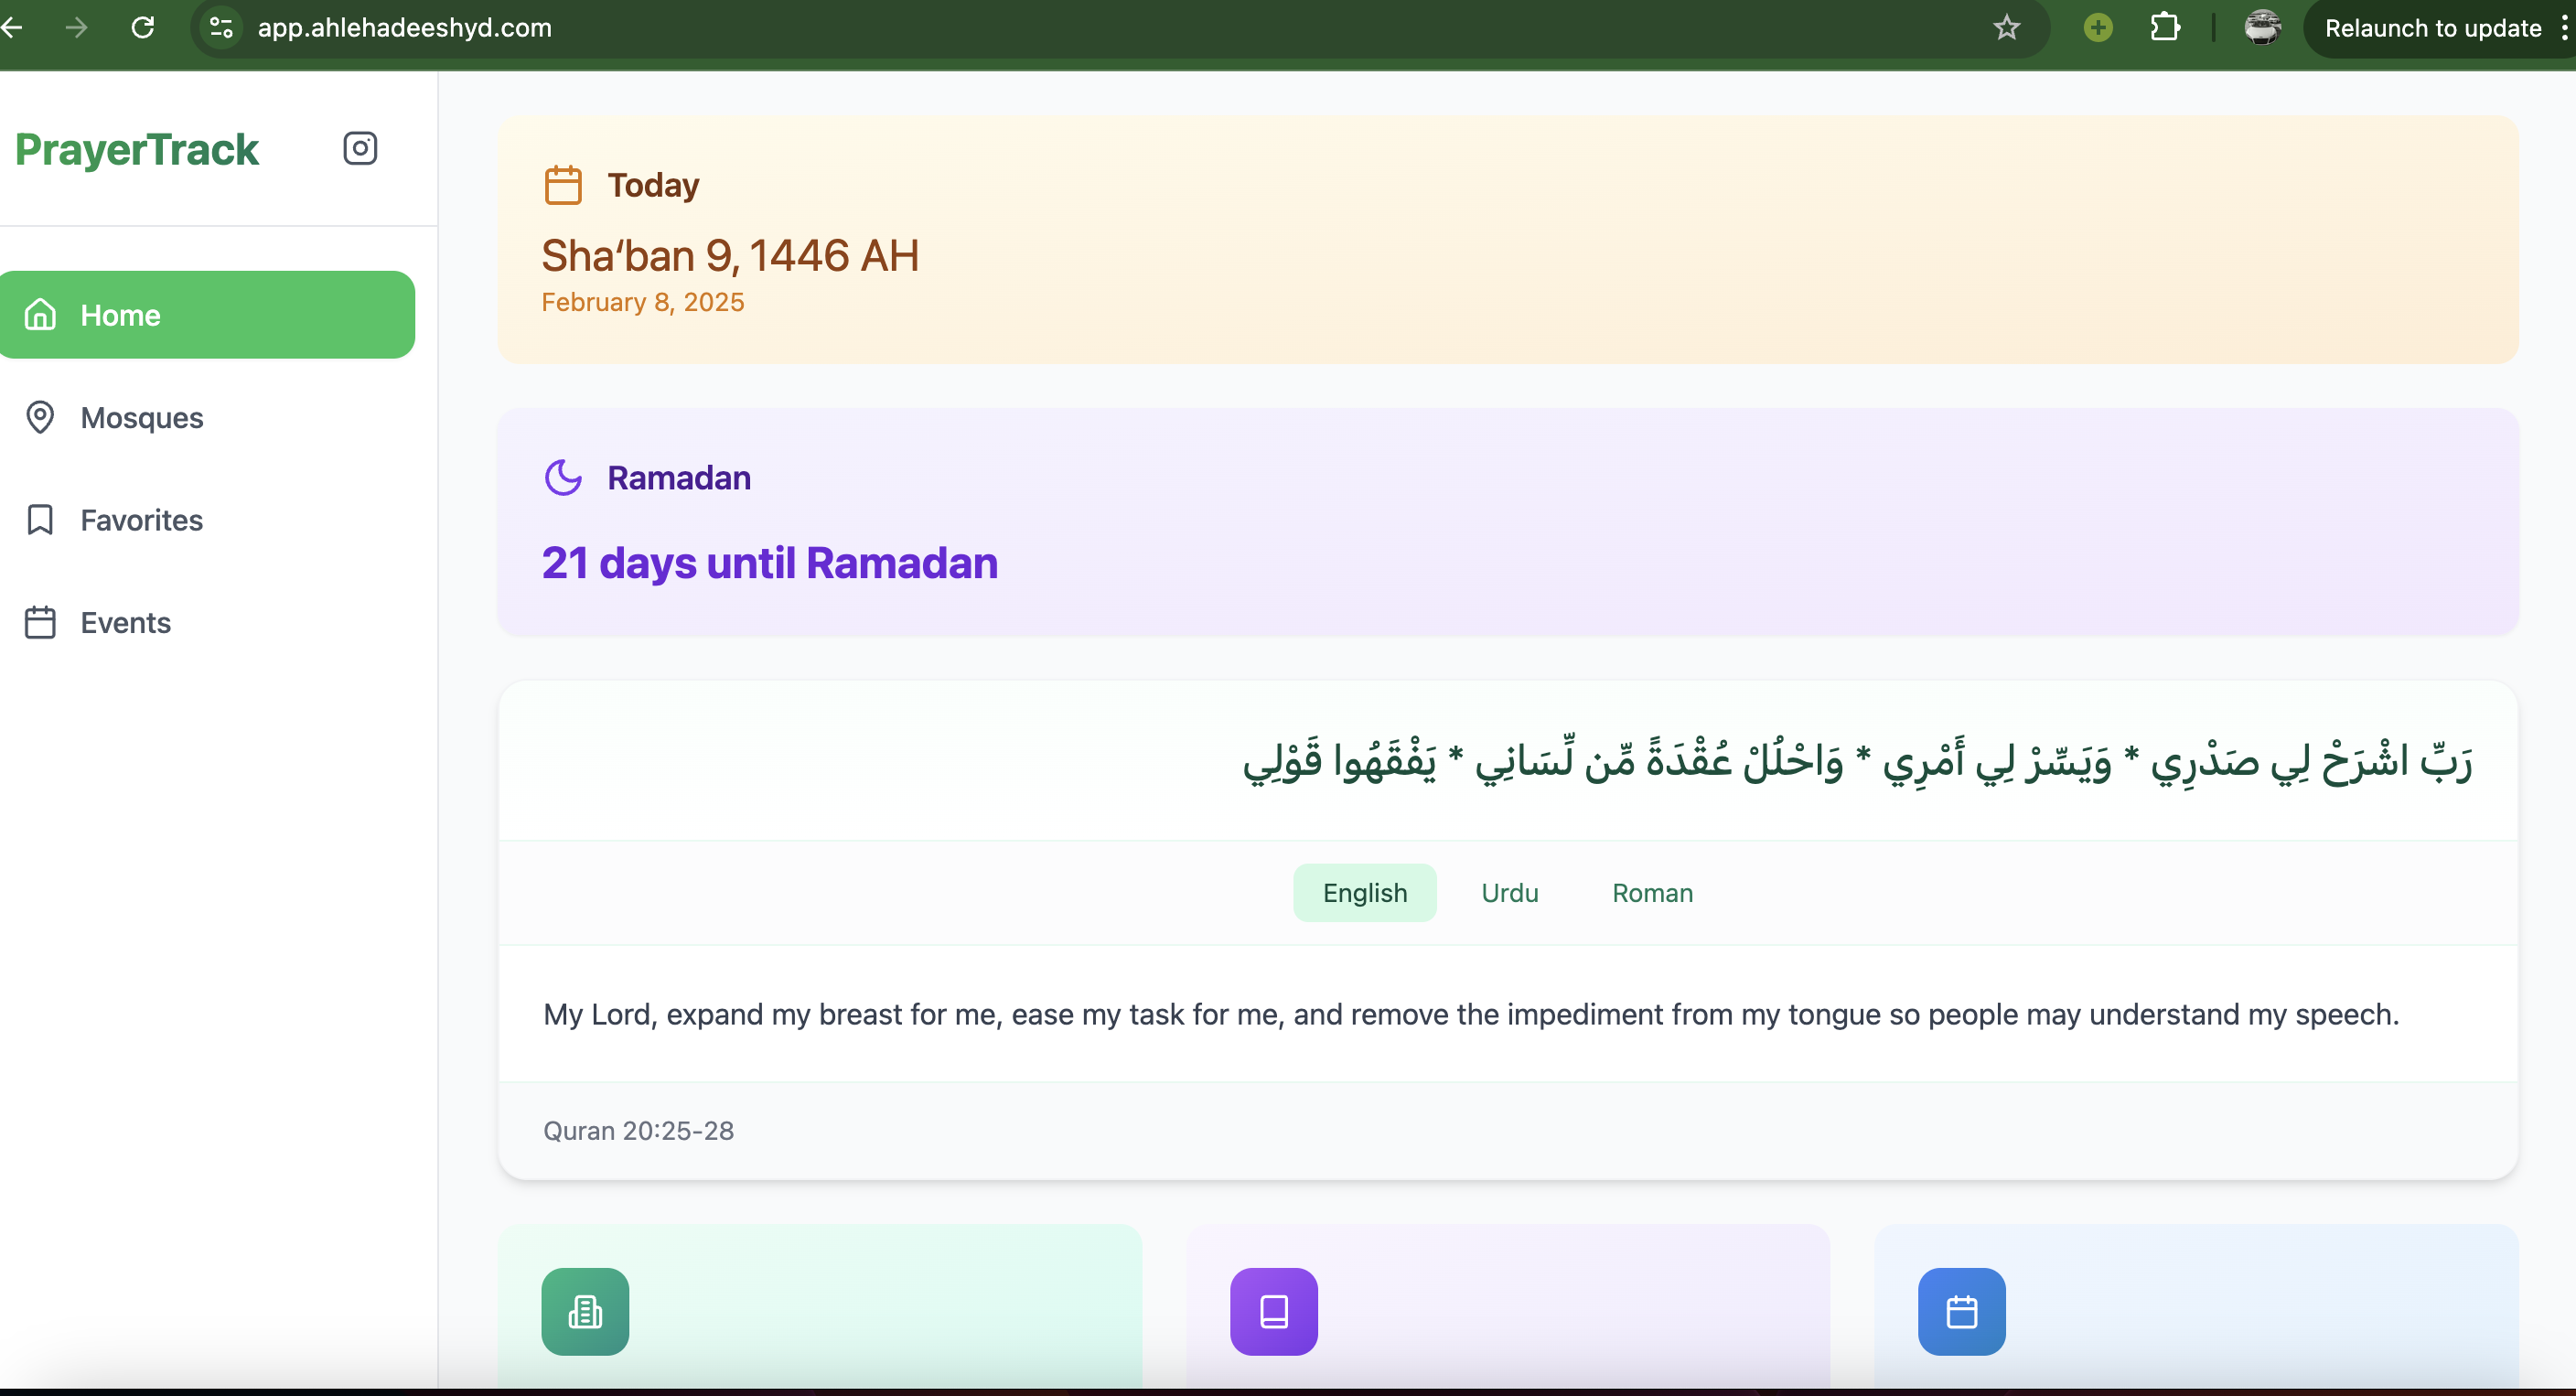 app.ahlehadeeshyd.com
Relaunch to update
PrayerTrack
Home
Mosques
Favorites
Events
Today
Sha‘ban 9, 1446 AH
February 8, 2025
Ramadan
21 days until Ramadan
رَبِّ اشْرَحْ لِي صَدْرِي * وَيَسِّرْ لِي أَمْرِي * وَاحْلُلْ عُقْدَةً مِّن لِّسَانِي * يَفْقَهُوا قَوْلِي
English Urdu Roman
My Lord, expand my breast for me, ease my task for me, and remove the impediment from my tongue so people may understand my speech.
Quran 20:25-28